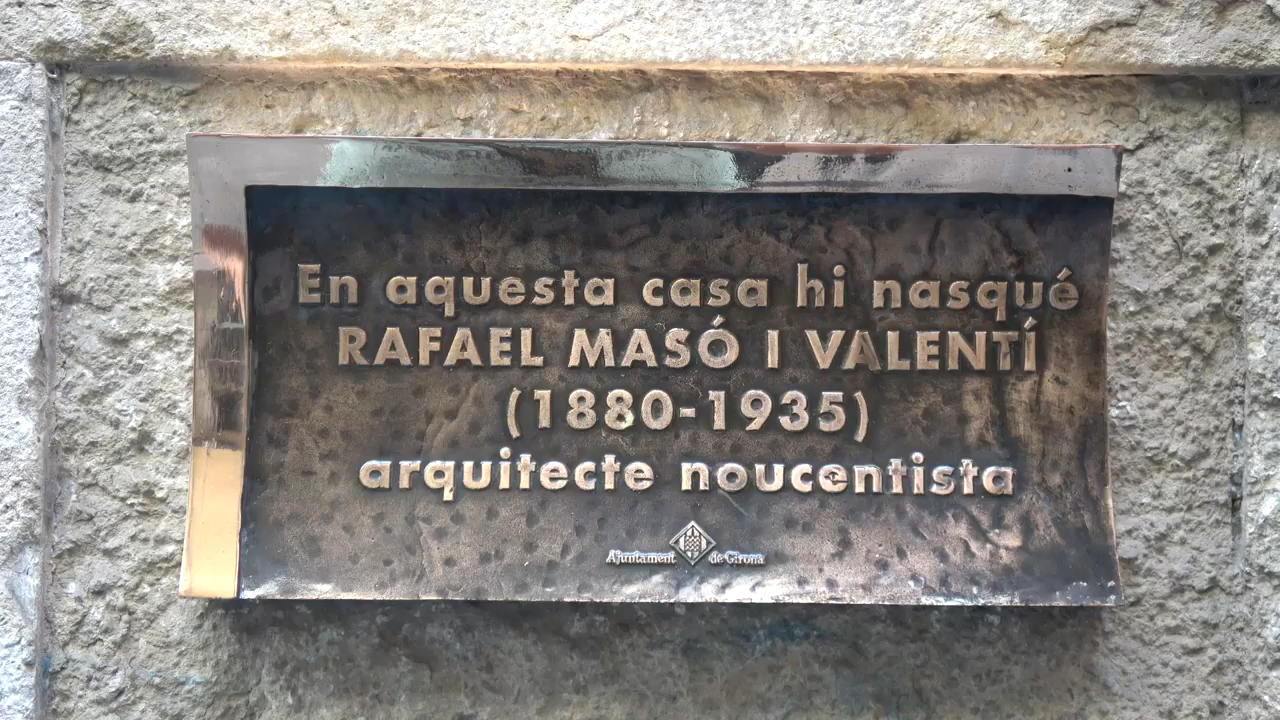 En aquesta casa hi nasqué
RAFAEL MASÓ I VALENTÍ
(1880-1935)
arquitecte noucentista
Ajuntament de Girona